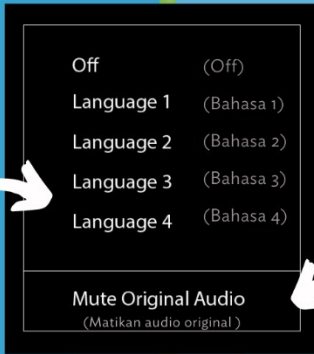 Off (Off)
Language 1 (Bahasa 1)
Language 2 (Bahasa 2)
Language 3 (Bahasa 3)
Language 4 (Bahasa 4)
Mute Original Audio
(Matikan audio original )